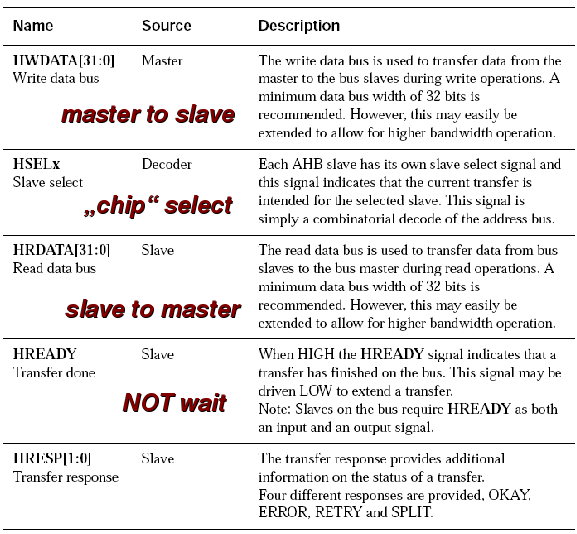 Name Source Description
HWDATA[31:0] Master The write data bus is used to transfer data from the
Write data bus master to the bus slaves during write operations. A
minimum data bus width of 32 bits is
master to slave recommended. However, this may easily be
extended to allow for higher bandwidth operation.
HSELx Decoder Each AHB slave has its own slave select signal and
Slave select this signal indicates that the current transfer is
„chip“ select intended for the selected slave. This signal is
simply a combinatorial decode of the address bus.
HRDATA[31:0] Slave The read data bus is used to transfer data from bus
Read data bus slaves to the bus master during read operations. A
minimum data bus width of 32 bits is
slave to master recommended. However, this may easily be
extended to allow for higher bandwidth operation.
HREADY Slave When HIGH the HREADY signal indicates that a
Transfer done transfer has finished on the bus. This signal may be
driven LOW to extend a transfer.
NOT wait Note: Slaves on the bus require HREADY as both
an input and an output signal.
HRESP[1:0] Slave The transfer response provides additional
Transfer response information on the status of a transfer.
Four different responses are provided, OKAY,
ERROR, RETRY and SPLIT.